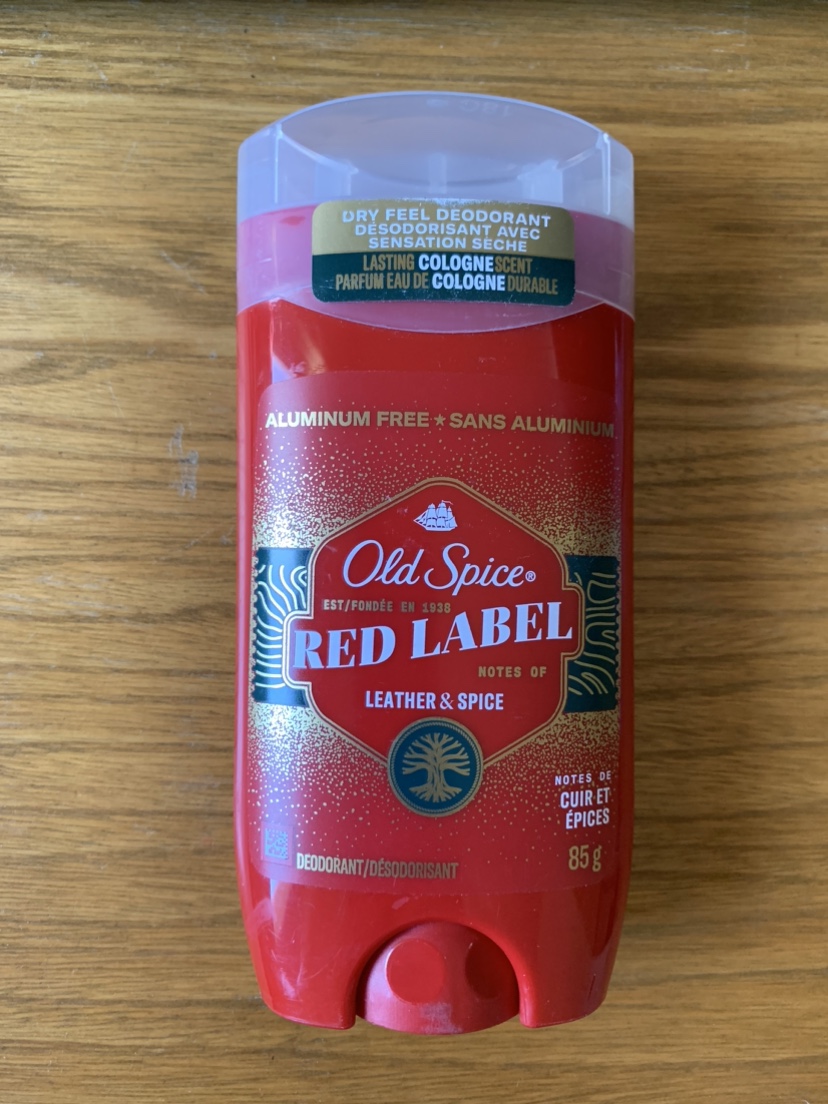 DRY FEEL DEODORANT
DÉSODORISANT AVEC
SENSATION SÈCHE
LASTING COLOGNE SCENT
PARFUM EAU DE COLOGNE DURABLE
ALUMINUM FREE ★ SANS ALUMINIUM
Old Spice®
EST/FONDÉE EN 1938
RED LABEL
NOTES OF
LEATHER & SPICE
NOTES DE
CUIR ET
ÉPICES
DEODORANT/DÉSODORISANT
85 g